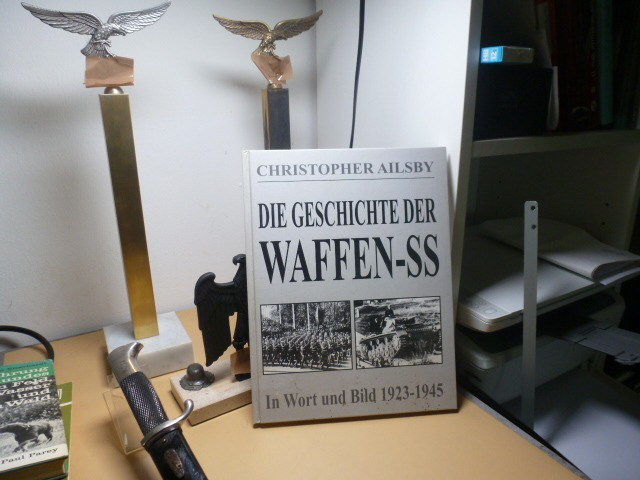 CHRISTOPHER AILSBY
DIE GESCHICHTE DER
WAFFEN-SS
In Wort und Bild 1923-1945
Paul Parey